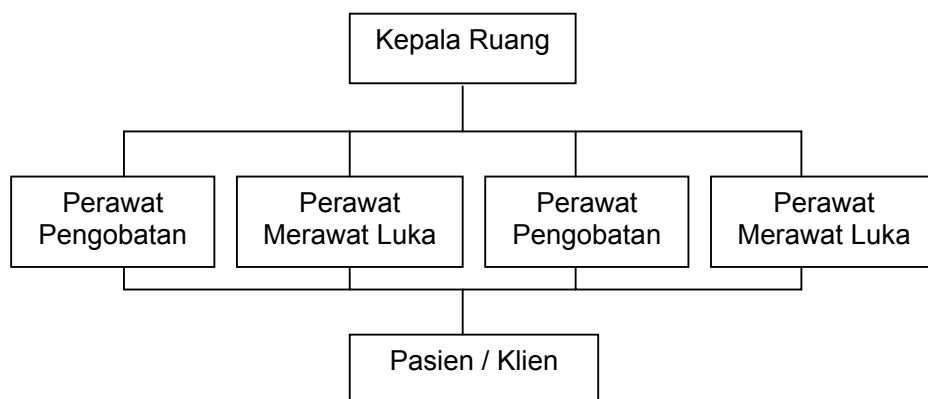 Kepala Ruang
Perawat
Pengobatan
Perawat
Merawat Luka
Perawat
Pengobatan
Perawat
Merawat Luka
Pasien / Klien